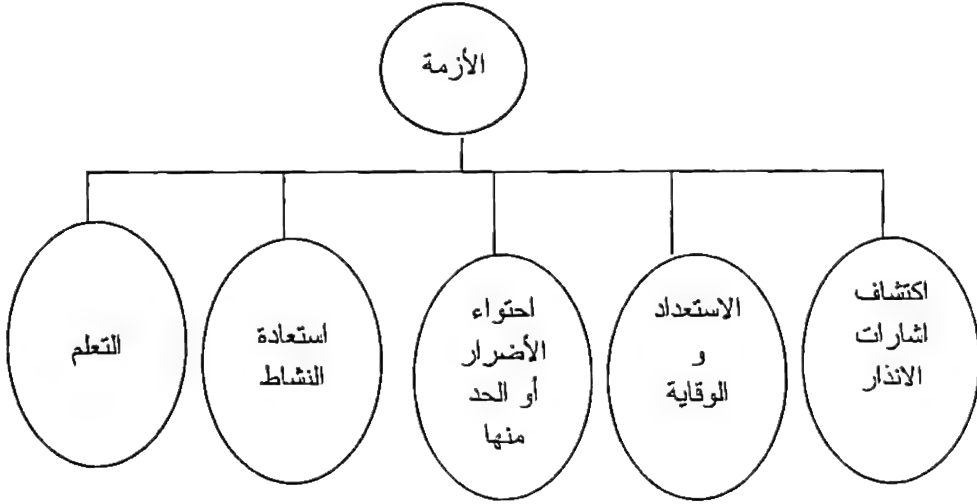 الأزمة
اكتشاف
اشارات
الانذار
الاستعداد
و
الوقاية
احتواء
الأضرار
أو الحد
منها
استعادة
النشاط
التعلم